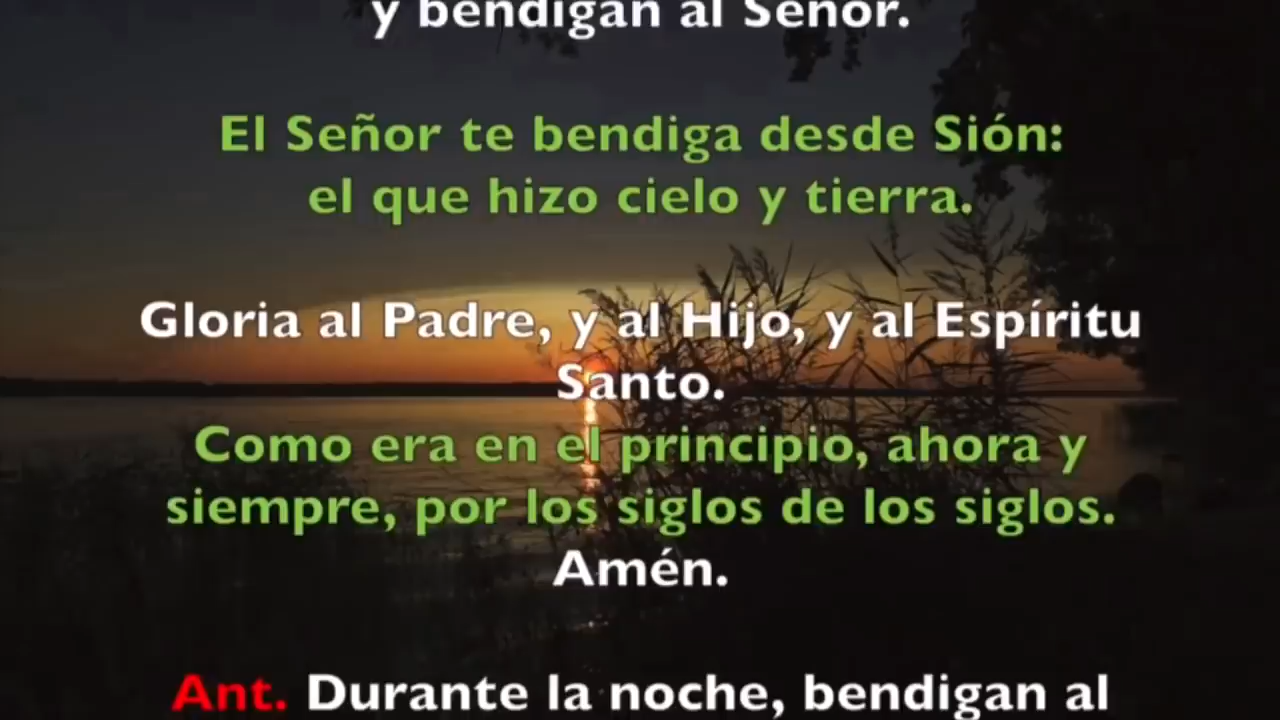 y bendigan al Señor.
El Señor te bendiga desde Sión:
el que hizo cielo y tierra.
Gloria al Padre, y al Hijo, y al Espíritu
Santo.
Como era en el principio, ahora y
siempre, por los siglos de los siglos.
Amén.
Ant. Durante la noche, bendigan al